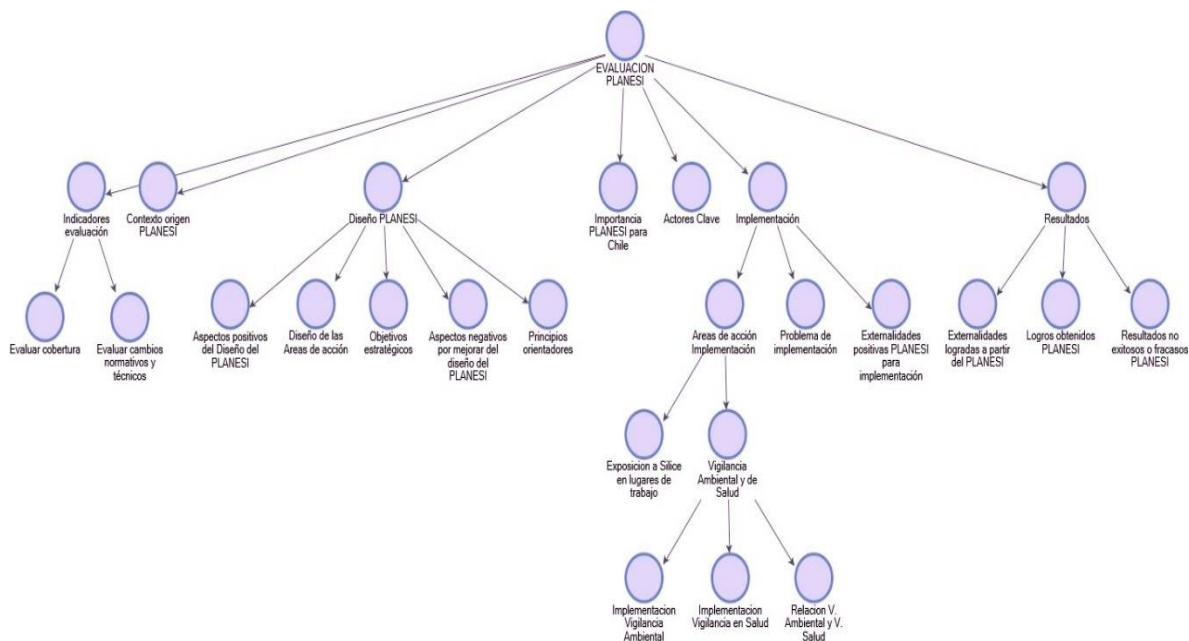 EVALUACION
PLANESI
Indicadores
evaluación
Contexto origen
PLANESI
Diseño PLANESI
Importancia
PLANESI para
Chile
Actores Clave
Implementación
Resultados
Evaluar cobertura
Evaluar cambios
normativos y
técnicos
Aspectos positivos
del Diseño del
PLANESI
Diseño de las
Areas de acción
Objetivos
estratégicos
Aspectos negativos
por mejorar del
diseño del
PLANESI
Principios
orientadores
Areas de acción
Implementación
Problema de
implementación
Externalidades
positivas PLANESI
para
implementación
Externalidades
logradas a partir
del PLANESI
Logros obtenidos
PLANESI
Resultados no
exitosos o fracasos
PLANESI
Exposicion a Silice
en lugares de
trabajo
Vigilancia
Ambiental y de
Salud
Implementacion
Vigilancia
Ambiental
Implementacion
Vigilancia en Salud
Relacion V.
Ambiental y V.
Salud